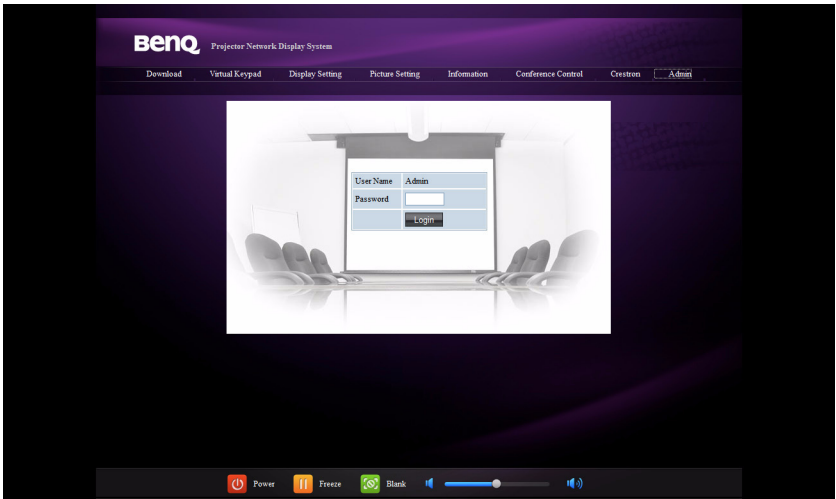 BenQ Projector Network Display System
Download Virtual Keypad Display Setting Picture Setting Information Conference Control Crestron Admin
User Name Admin
Password
Login
Power Freeze Blank